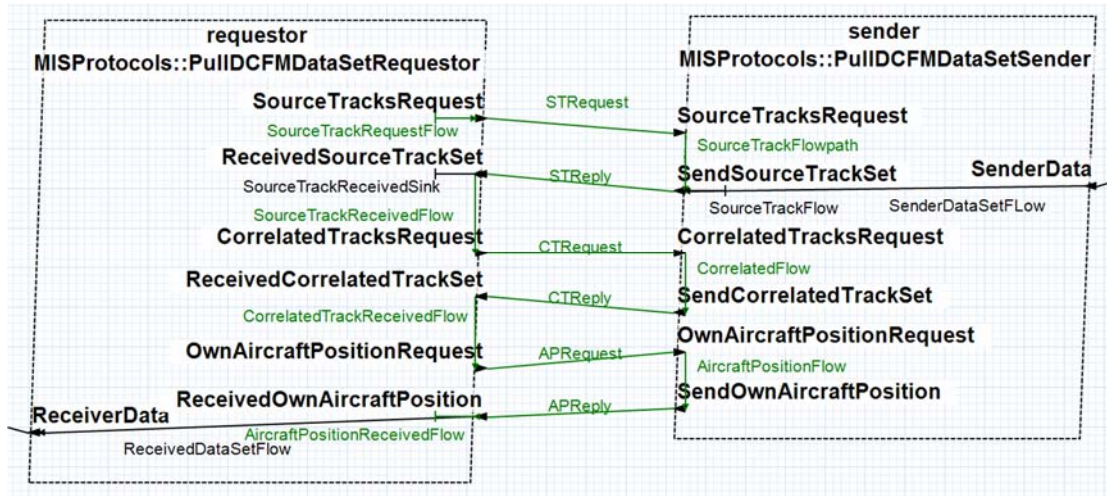 requestor
MISProtocols::PullDCFMDataSetRequestor
sender
MISProtocols::PullDCFMDataSetSender
SourceTracksRequest
STRequest
SourceTracksRequest
SourceTrackRequestFlow
SourceTrackFlowpath
ReceivedSourceTrackSet
STReply
SendSourceTrackSet
SenderData
SourceTrackReceivedSink
SourceTrackFlow
SenderDataSetFLow
SourceTrackReceivedFlow
CorrelatedTracksRequest
CTRequest
CorrelatedTracksRequest
CorrelatedFlow
ReceivedCorrelatedTrackSet
CTReply
SendCorrelatedTrackSet
CorrelatedTrackReceivedFlow
OwnAircraftPositionRequest
OwnAircraftPositionRequest
APRequest
AircraftPositionFlow
ReceivedOwnAircraftPosition
APReply
SendOwnAircraftPosition
ReceiverData
AircraftPositionReceivedFlow
ReceivedDataSetFlow